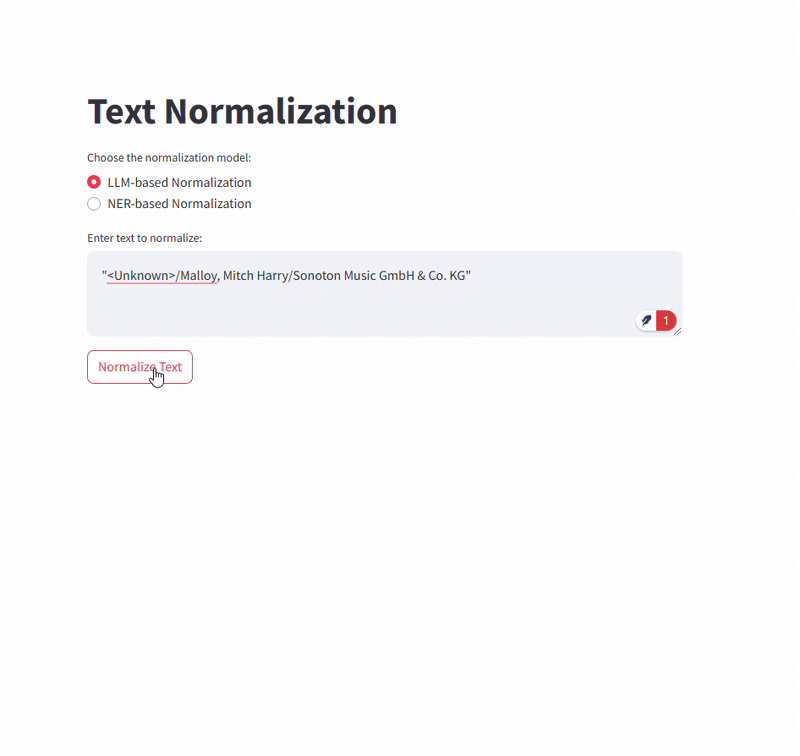 Text Normalization
Choose the normalization model:
LLM-based Normalization
NER-based Normalization
Enter text to normalize:
"<Unknown>/Malloy, Mitch Harry/Sonoton Music GmbH & Co. KG"
1
Normalize Text